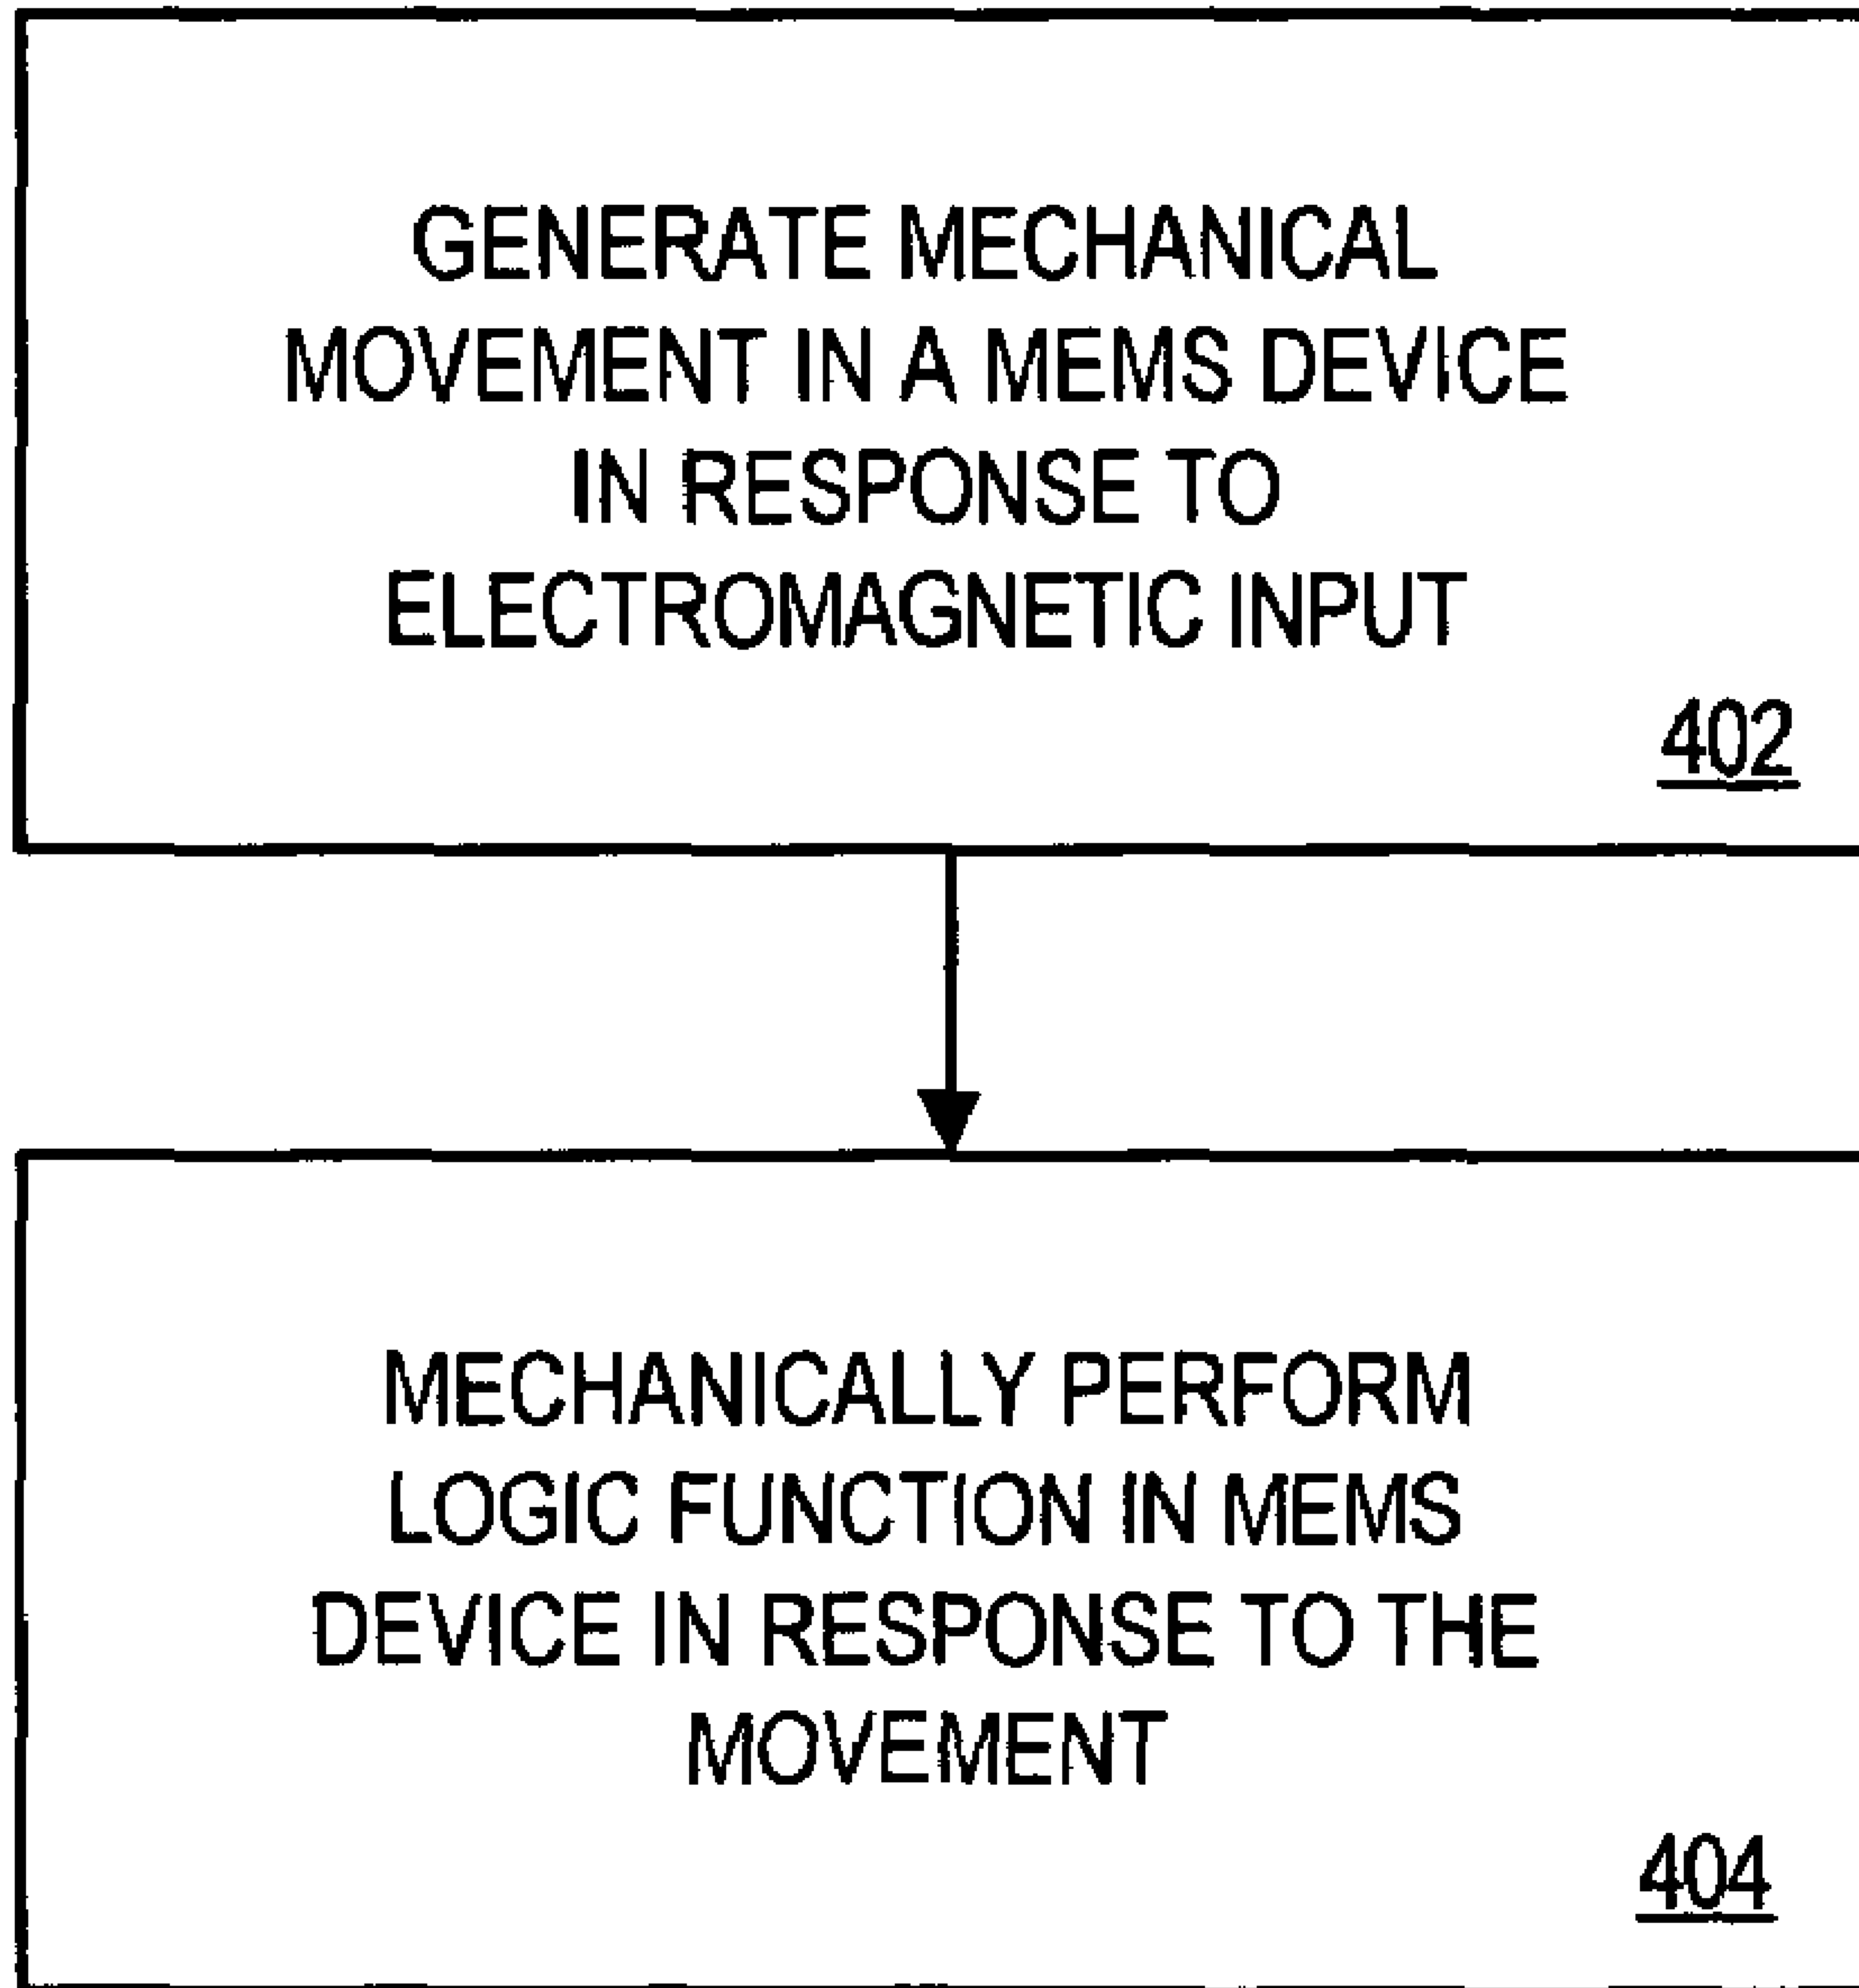 GENERATE MECHANICAL
MOVEMENT IN A MEMS DEVICE
IN RESPONSE TO
ELECTROMAGNETIC INPUT
402
MECHANICALLY PERFORM
LOGIC FUNCTION IN MEMS
DEVICE IN RESPONSE TO THE
MOVEMENT
404